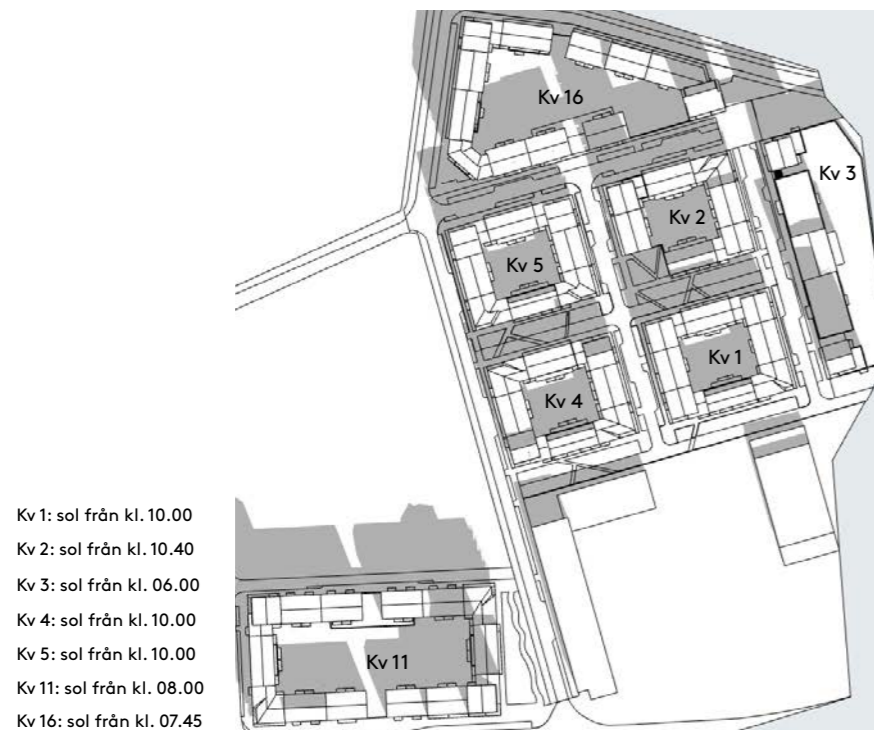 Kv 16
Kv 3
Kv 2
Kv 5
Kv 1
Kv 4
Kv 11
Kv 1: sol från kl. 10.00
Kv 2: sol från kl. 10.40
Kv 3: sol från kl. 06.00
Kv 4: sol från kl. 10.00
Kv 5: sol från kl. 10.00
Kv 11: sol från kl. 08.00
Kv 16: sol från kl. 07.45